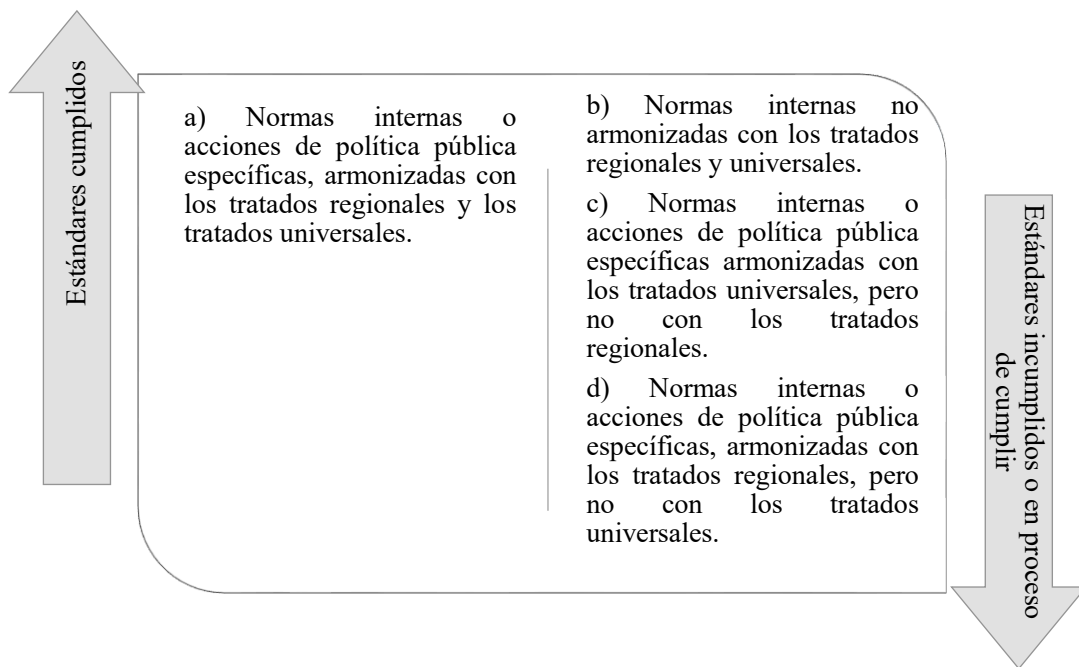 Estándares cumplidos
a) Normas internas o
acciones de política pública
específicas, armonizadas con
los tratados regionales y los
tratados universales.
b) Normas internas no
armonizadas con los tratados
regionales y universales.
c) Normas internas o
acciones de política pública
específicas armonizadas con
los tratados universales, pero
no con los tratados
regionales.
d) Normas internas o
acciones de política pública
específicas, armonizadas con
los tratados regionales, pero
no con los tratados
universales.
Estándares incumplidos o en proceso
de cumplir